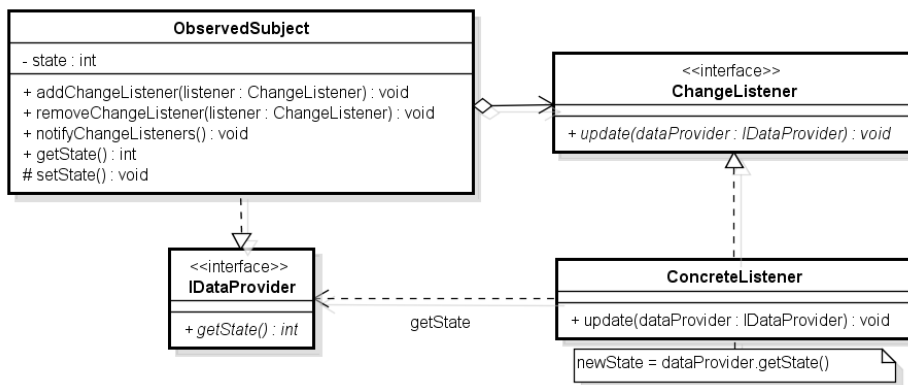 ObservedSubject
- state : int
+ addChangeListener(listener : ChangeListener) : void
+ removeChangeListener(listener : ChangeListener) : void
+ notifyChangeListeners() : void
+ getState() : int
# setState() : void
<<interface>>
ChangeListener
+ update(dataProvider : IDataProvider) : void
<<interface>>
IDataProvider
+ getState() : int
getState
ConcreteListener
+ update(dataProvider : IDataProvider) : void
newState = dataProvider.getState()